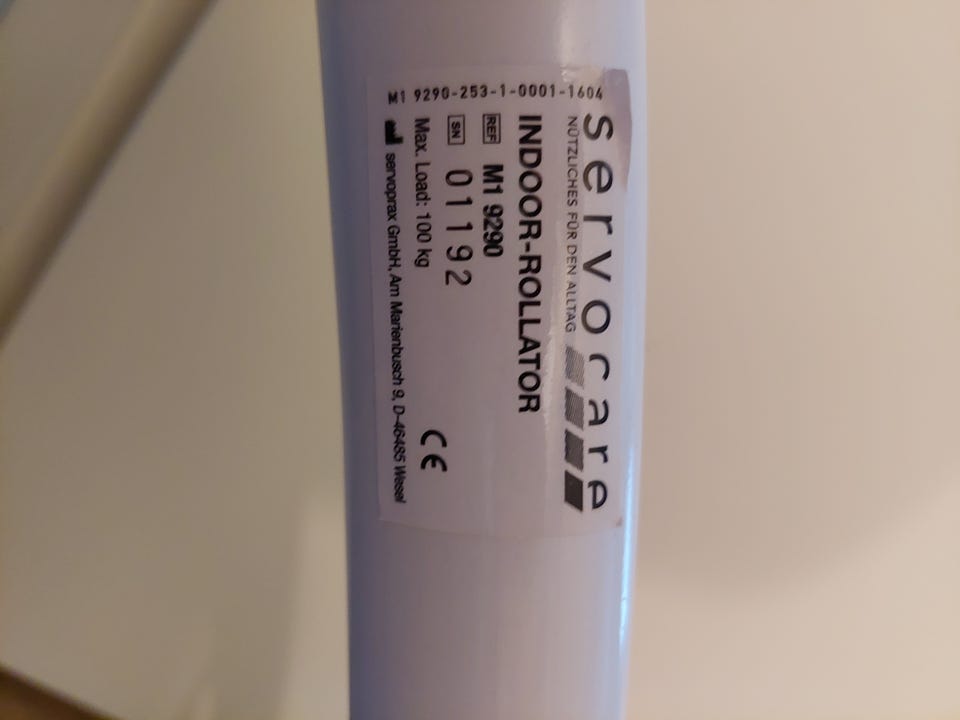 servocare
NÜTZLICHES FÜR DEN ALLTAG
INDOOR-ROLLATOR
REF M1 9290
SN 01192
Max. Load: 100 kg
CE
servoprax GmbH, Am Marienbusch 9, D-46485 Wesel
M1 9290-253-1-0001-1604